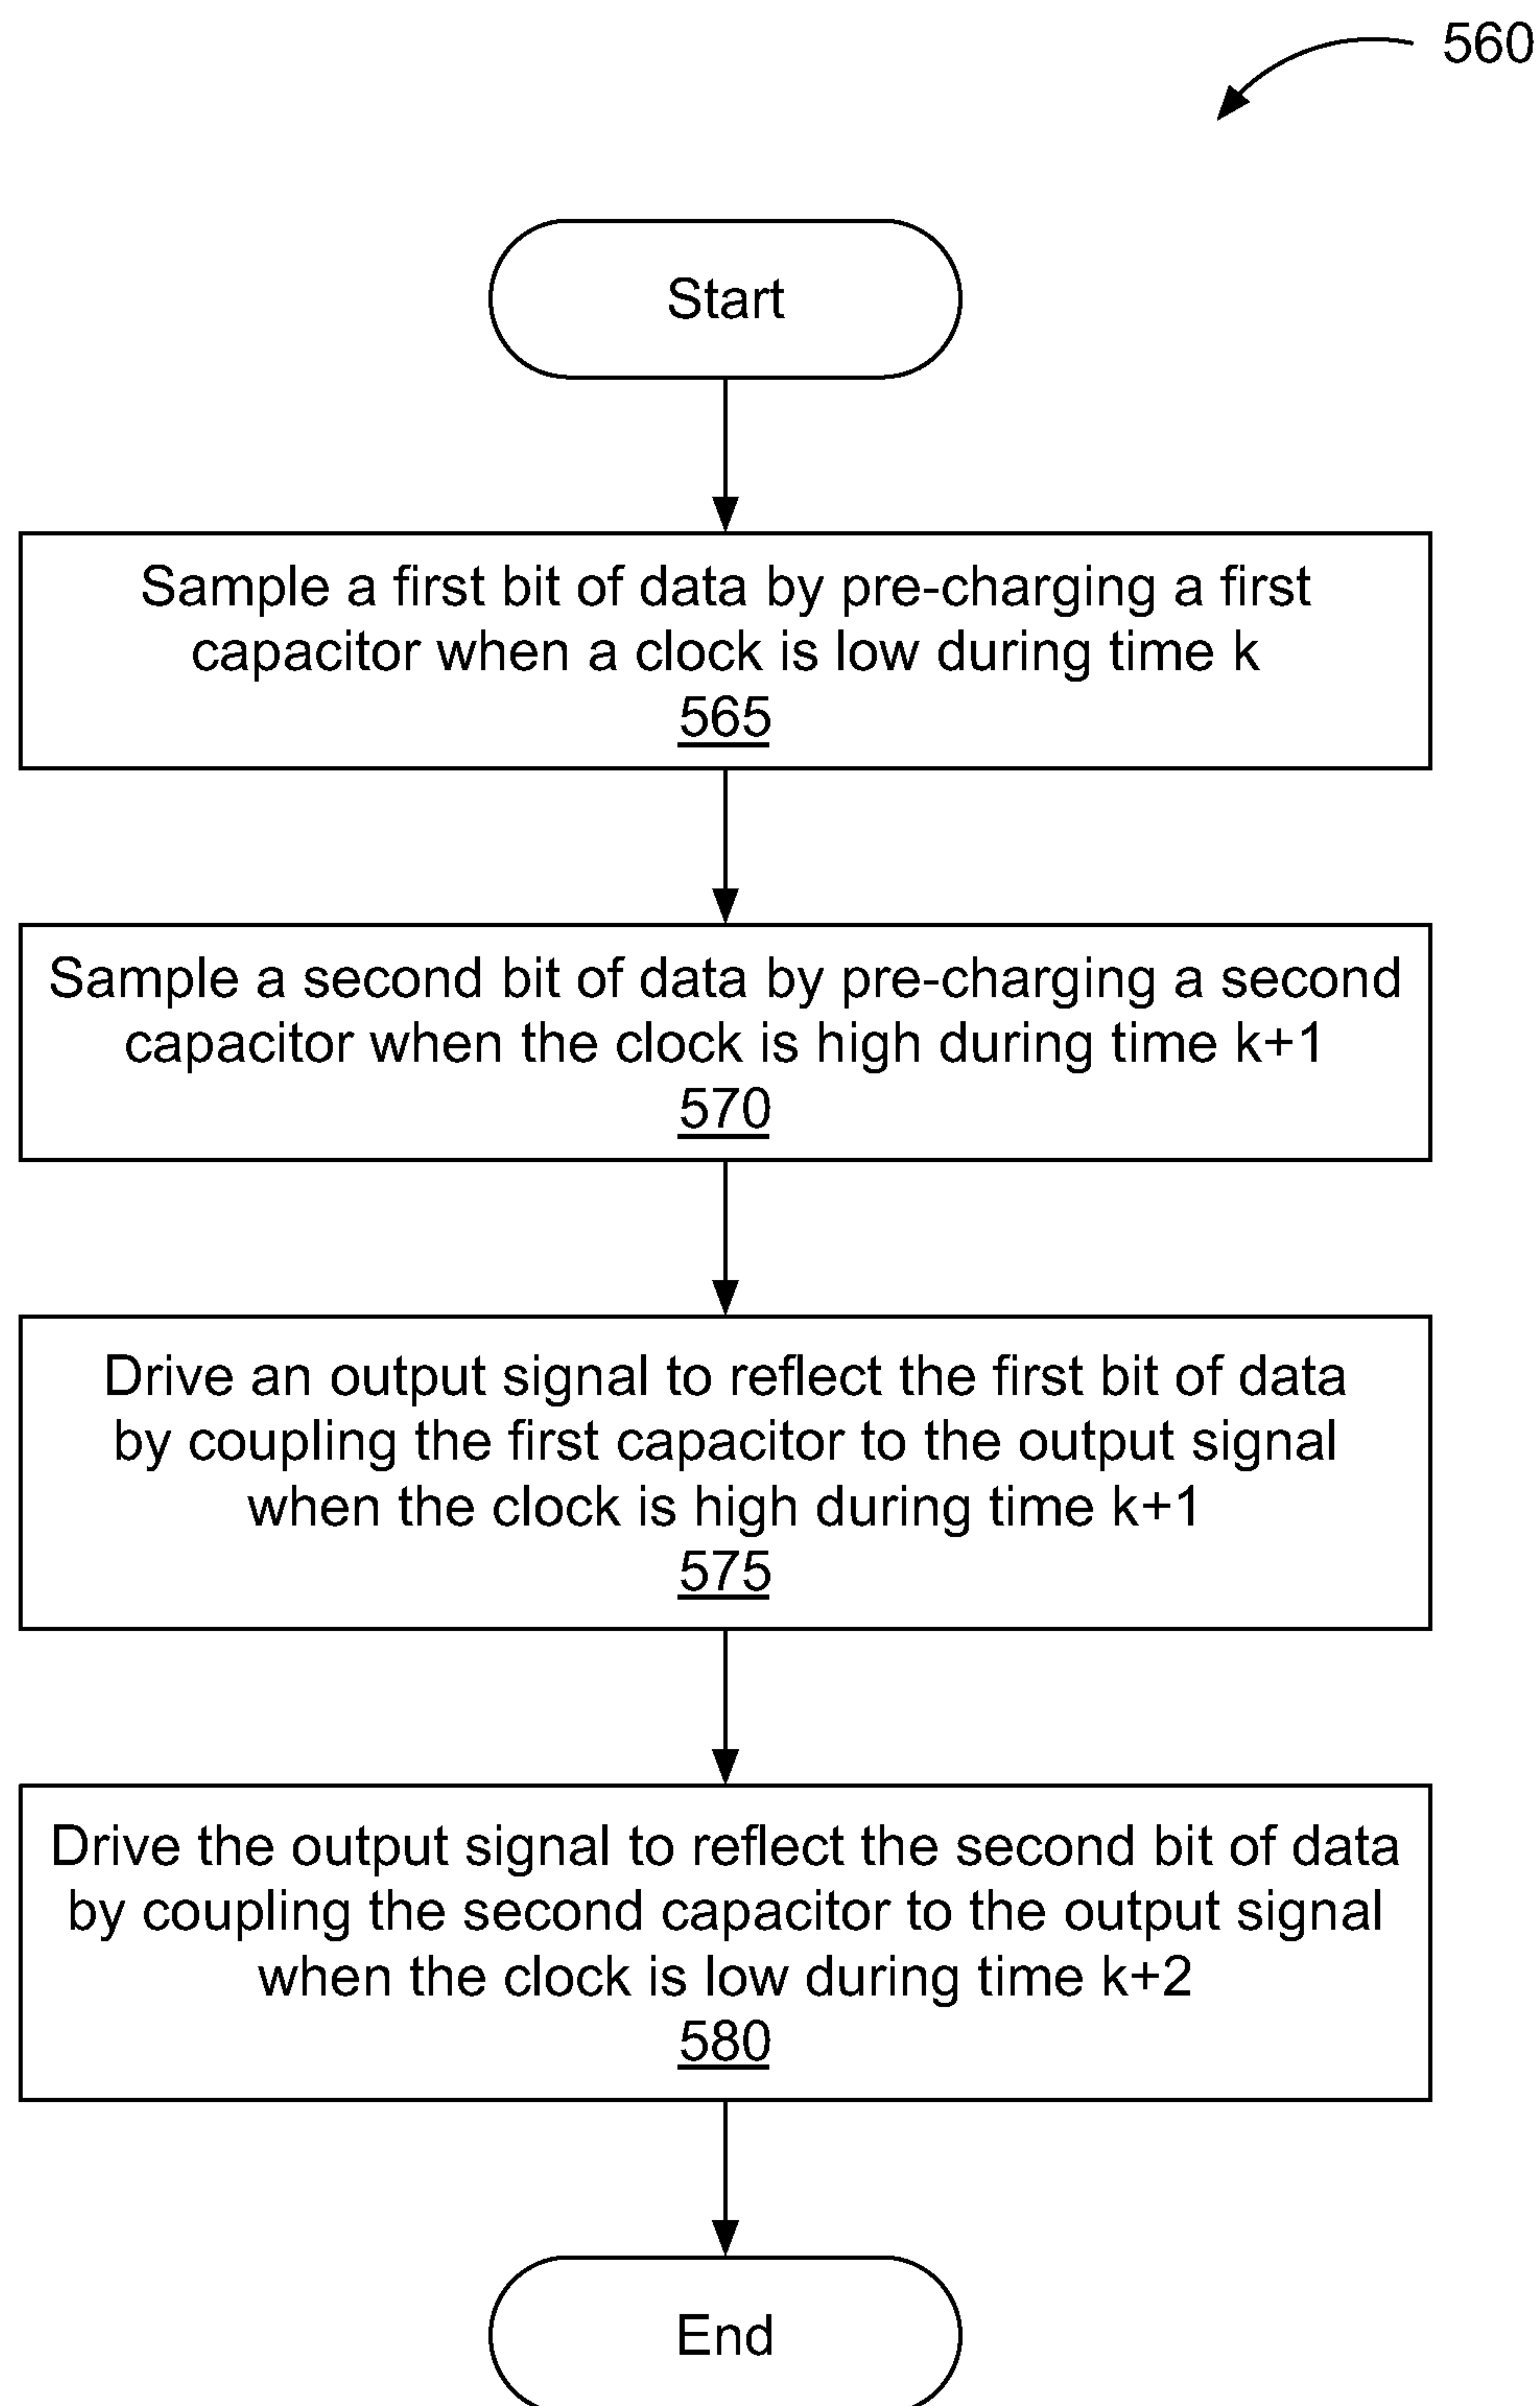 560
Start
Sample a first bit of data by pre-charging a first
capacitor when a clock is low during time k
565
Sample a second bit of data by pre-charging a second
capacitor when the clock is high during time k+1
570
Drive an output signal to reflect the first bit of data
by coupling the first capacitor to the output signal
when the clock is high during time k+1
575
Drive the output signal to reflect the second bit of data
by coupling the second capacitor to the output signal
when the clock is low during time k+2
580
End